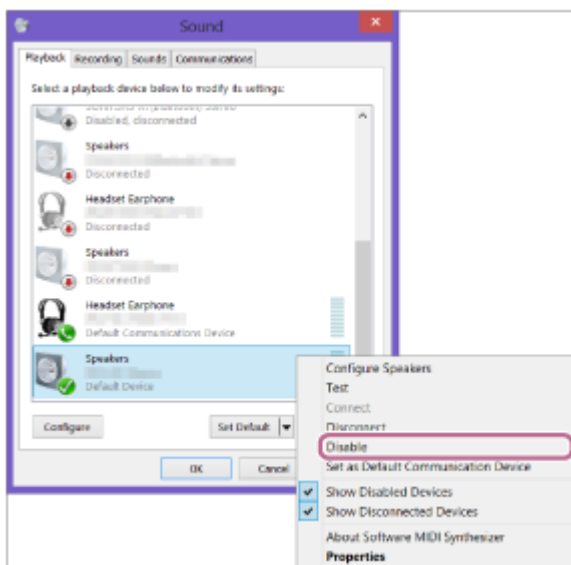 Sound
Playback Recording Sounds Communications
Select a playback device below to modify its settings:
Disabled, disconnected
Speakers
Disconnected
Headset Earphone
Disconnected
Speakers
Disconnected
Headset Earphone
Default Communications Device
Speakers
Default Device
Configure Set Default
OK Cancel
Configure Speakers
Test
Connect
Disconnect
Disable
Set as Default Communication Device
Show Disabled Devices
Show Disconnected Devices
About Software MIDI Synthesizer
Properties